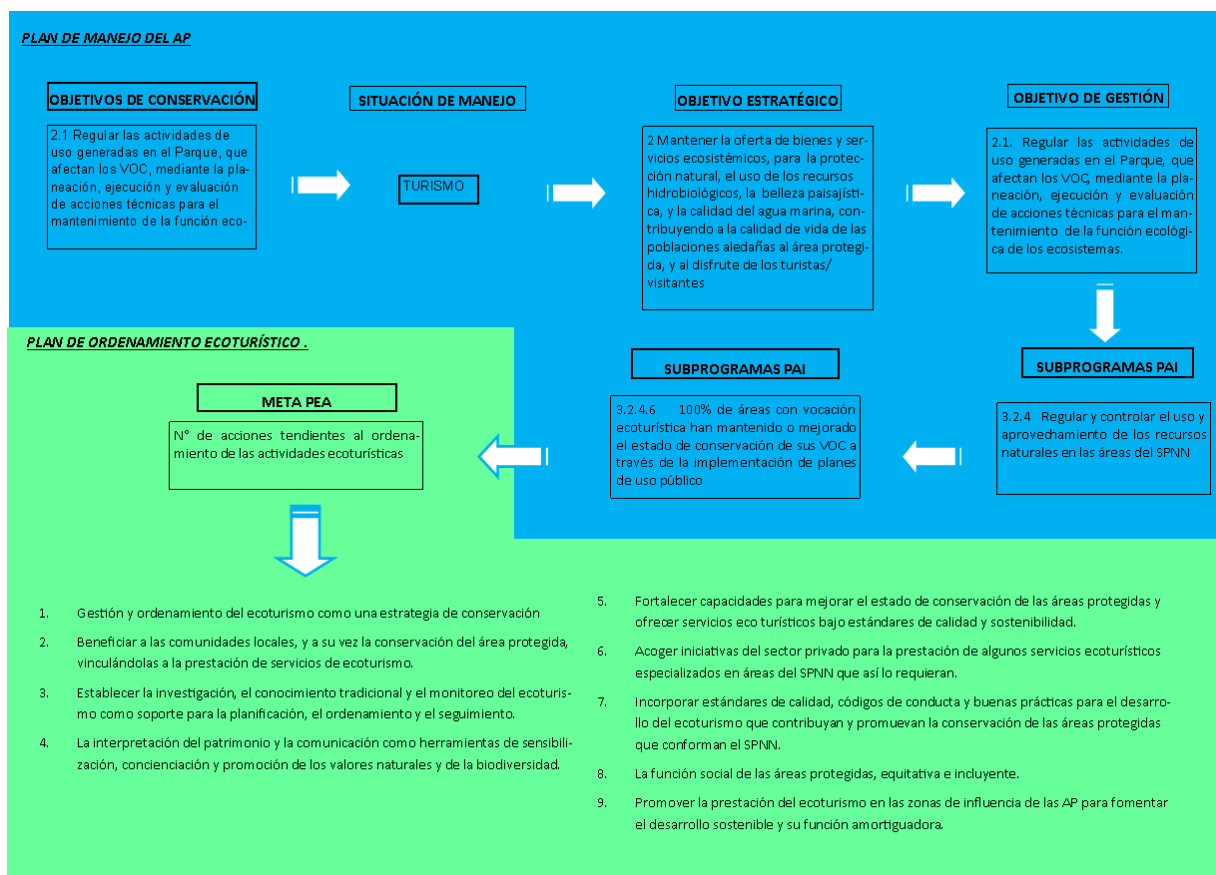 PLAN DE MANEJO DEL AP
OBJETIVOS DE CONSERVACIÓN
2.1 Regular las actividades de
uso generadas en el Parque, que
afectan los VOC, mediante la pla-
neación, ejecución y evaluación
de acciones técnicas para el
mantenimiento de la función eco-
SITUACIÓN DE MANEJO
TURISMO
OBJETIVO ESTRATÉGICO
2 Mantener la oferta de bienes y ser-
vicios ecosistémicos, para la protec-
ción natural, el uso de los recursos
hidrobiológicos, la belleza paisajísti-
ca, y la calidad del agua marina, con-
tribuyendo a la calidad de vida de las
poblaciones aledañas al área protegi-
da, y al disfrute de los turistas/
visitantes
OBJETIVO DE GESTIÓN
2.1. Regular las actividades de
uso generadas en el Parque, que
afectan los VOC, mediante la pla-
neación, ejecución y evaluación
de acciones técnicas para el man-
tenimiento de la función ecológi-
ca de los ecosistemas.
SUBPROGRAMAS PAI
3.2.4 Regular y controlar el uso y
aprovechamiento de los recursos
naturales en las áreas del SPNN
SUBPROGRAMAS PAI
3.2.4.6 100% de áreas con vocación
ecoturística han mantenido o mejorado
el estado de conservación de sus VOC a
través de la implementación de planes
de uso público
PLAN DE ORDENAMIENTO ECOTURÍSTICO .
META PEA
N° de acciones tendientes al ordena-
miento de las actividades ecoturísticas
1. Gestión y ordenamiento del ecoturismo como una estrategia de conservación
2. Beneficiar a las comunidades locales, y a su vez la conservación del área protegida,
vinculándolas a la prestación de servicios de ecoturismo.
3. Establecer la investigación, el conocimiento tradicional y el monitoreo del ecoturis-
mo como soporte para la planificación, el ordenamiento y el seguimiento.
4. La interpretación del patrimonio y la comunicación como herramientas de sensibili-
zación, concienciación y promoción de los valores naturales y de la biodiversidad.
5. Fortalecer capacidades para mejorar el estado de conservación de las áreas protegidas y
ofrecer servicios eco turísticos bajo estándares de calidad y sostenibilidad.
6. Acoger iniciativas del sector privado para la prestación de algunos servicios ecoturísticos
especializados en áreas del SPNN que así lo requieran.
7. Incorporar estándares de calidad, códigos de conducta y buenas prácticas para el desarro-
llo del ecoturismo que contribuyan y promuevan la conservación de las áreas protegidas
que conforman el SPNN.
8. La función social de las áreas protegidas, equitativa e incluyente.
9. Promover la prestación del ecoturismo en las zonas de influencia de las AP para fomentar
el desarrollo sostenible y su función amortiguadora.